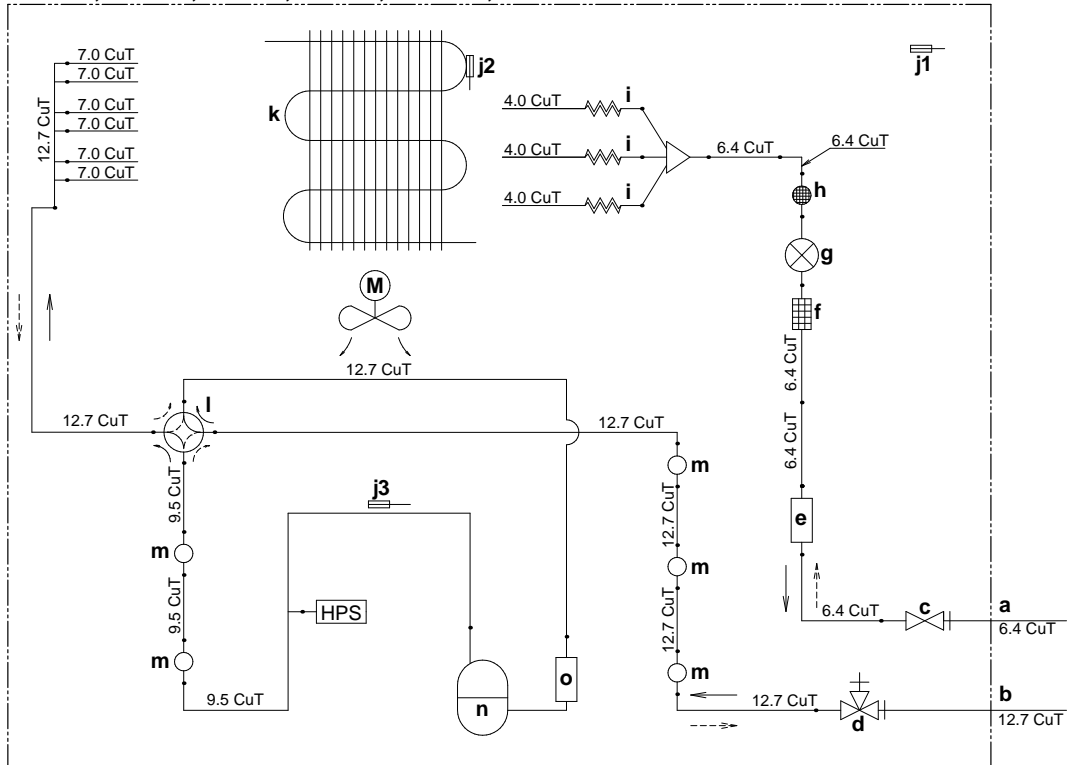 7.0 CuT
7.0 CuT
7.0 CuT
7.0 CuT
7.0 CuT
7.0 CuT
12.7 CuT
k
j2
j1
4.0 CuT
i
4.0 CuT
i
4.0 CuT
i
6.4 CuT
6.4 CuT
h
g
f
M
6.4 CuT
6.4 CuT
12.7 CuT
l
12.7 CuT
12.7 CuT
9.5 CuT
j3
m
12.7 CuT
e
m
9.5 CuT
HPS
m
12.7 CuT
m
m
9.5 CuT
n
o
6.4 CuT
c
a
6.4 CuT
12.7 CuT
d
b
12.7 CuT